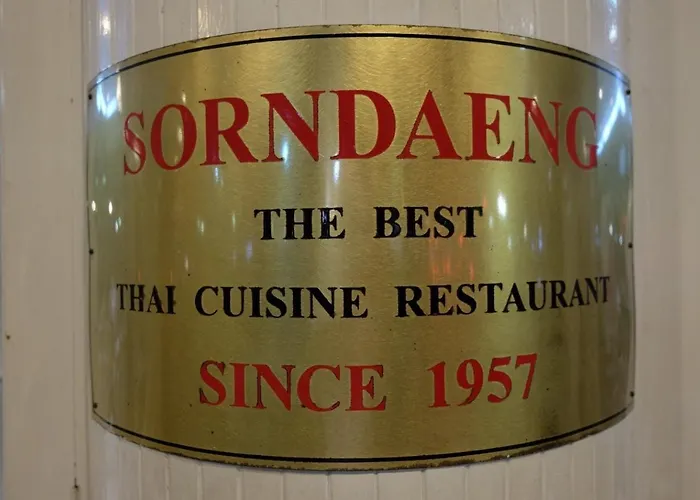 SORNDAENG
THE BEST
THAI CUISINE RESTAURANT
SINCE 1957